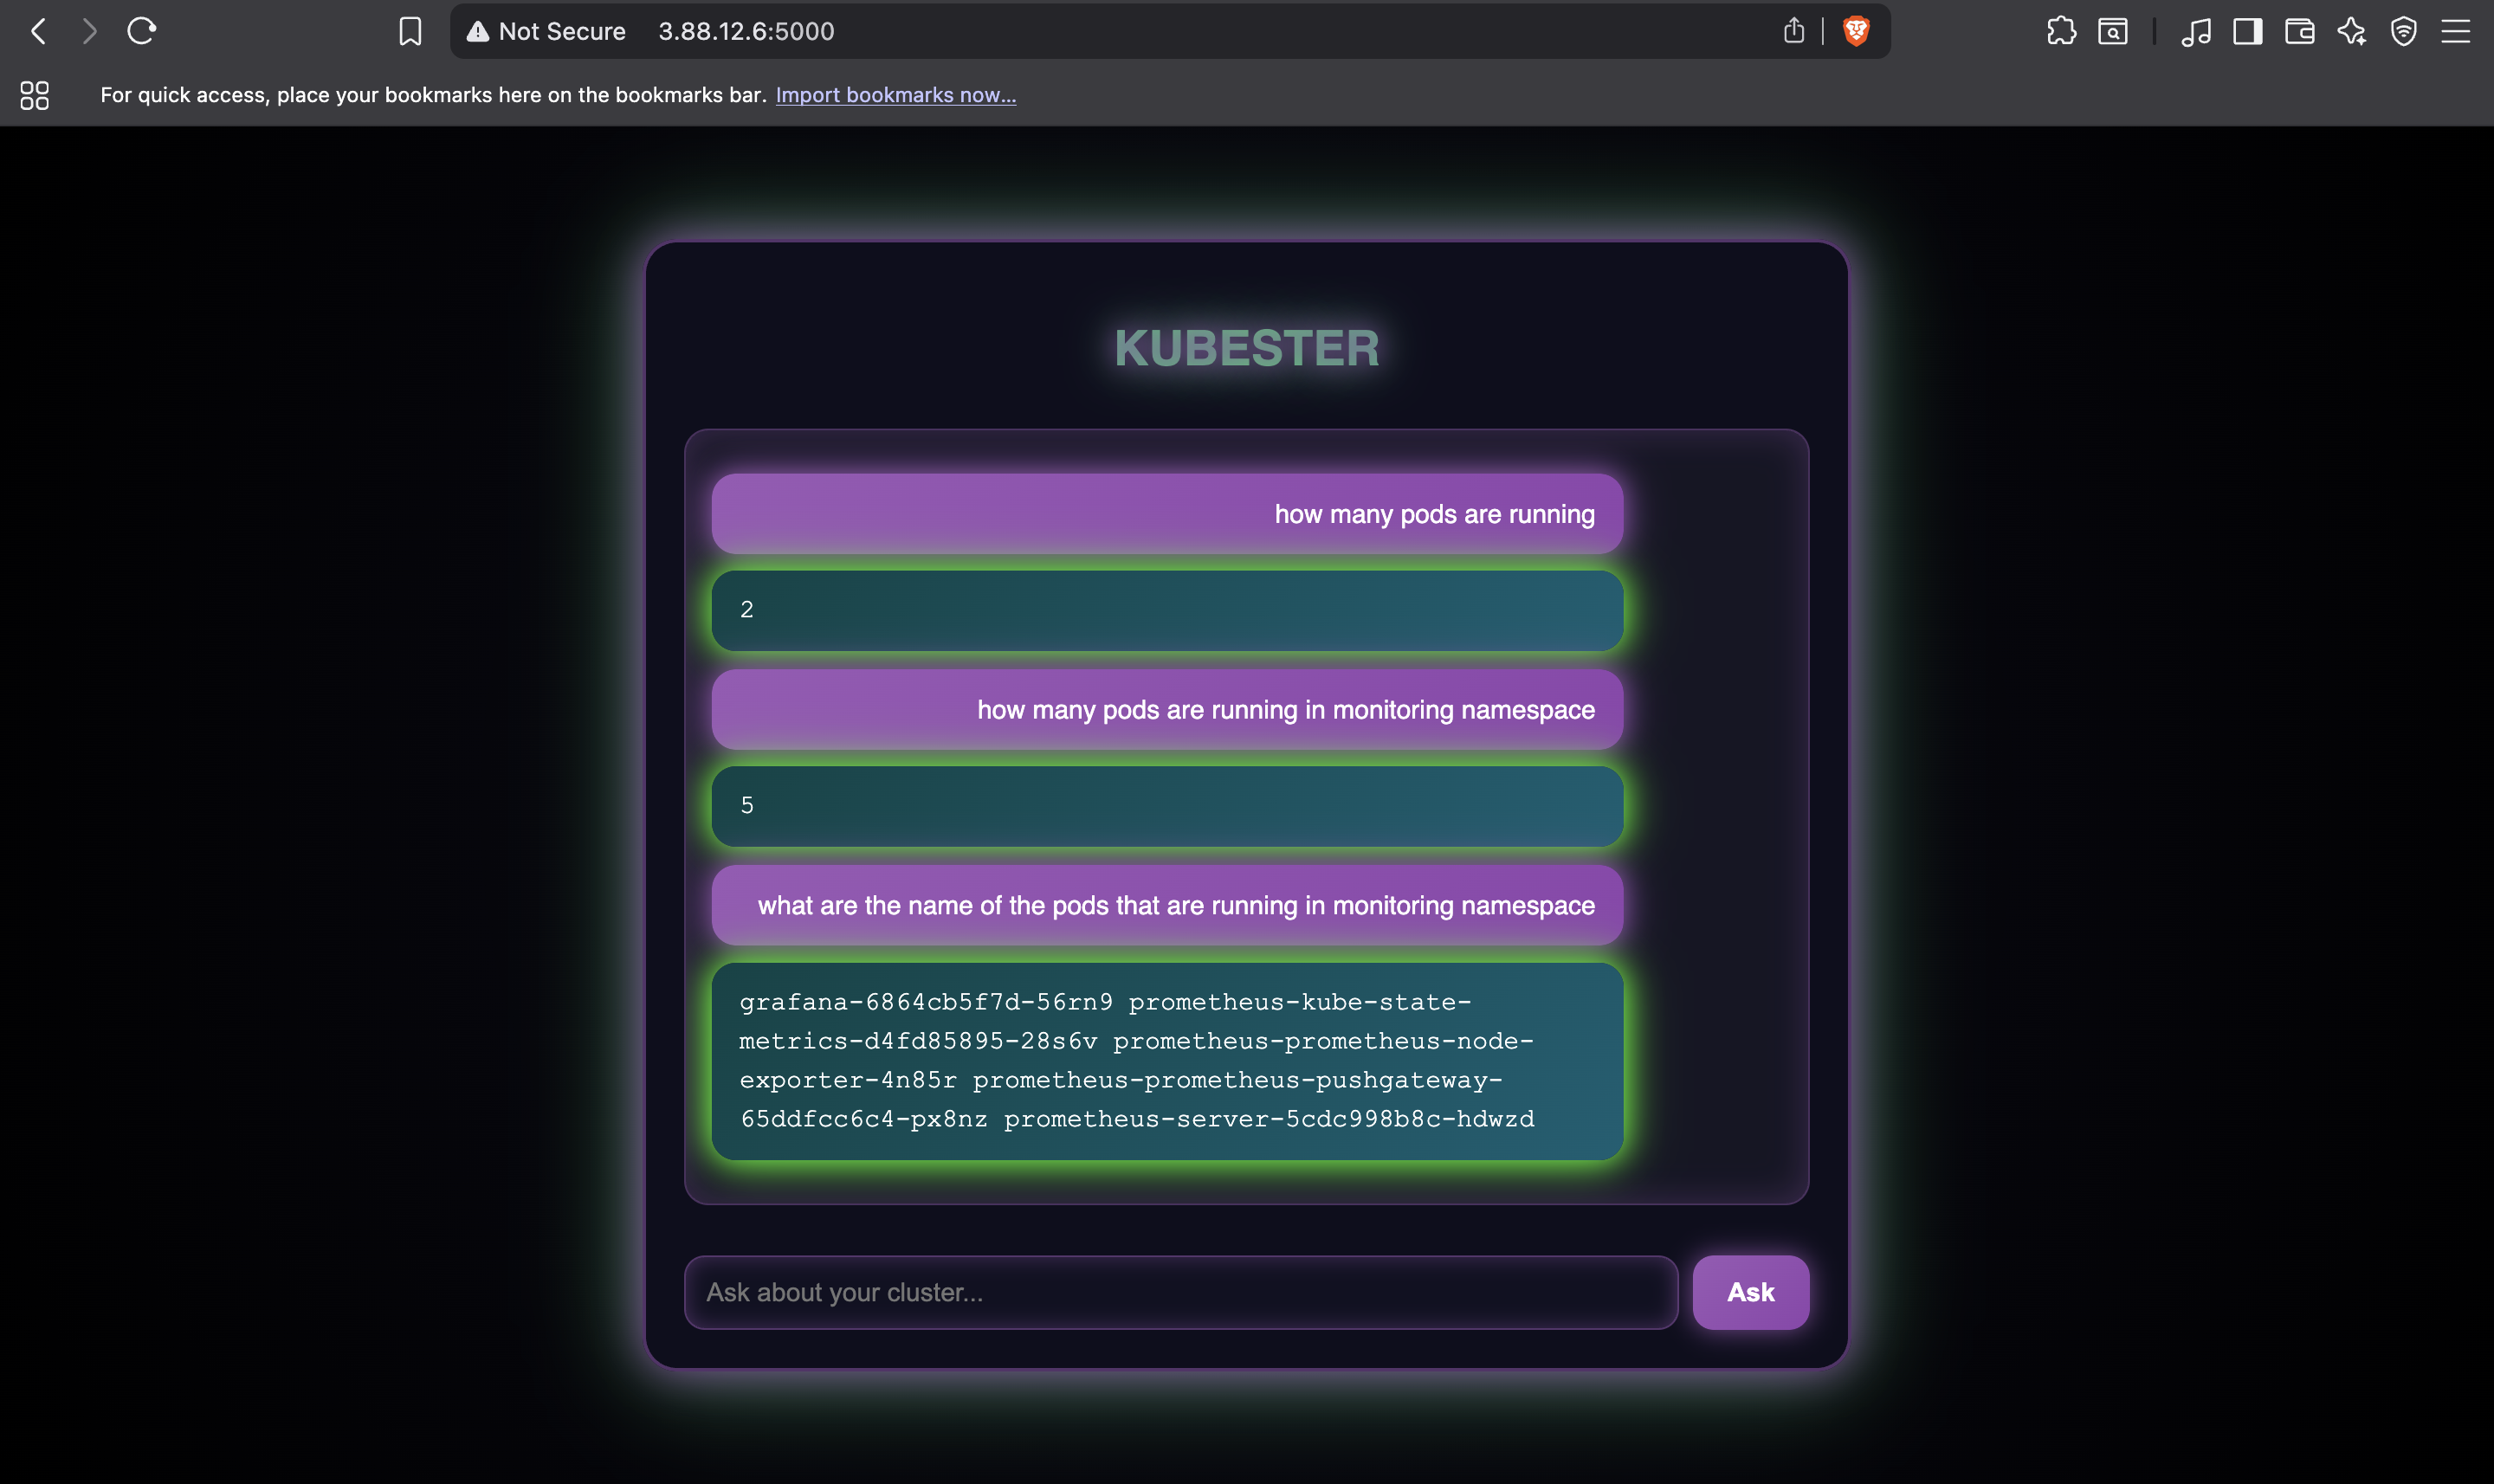 Not Secure 3.88.12.6:5000
For quick access, place your bookmarks here on the bookmarks bar. Import bookmarks now...
KUBESTER
how many pods are running
2
how many pods are running in monitoring namespace
5
what are the name of the pods that are running in monitoring namespace
grafana-6864cb5f7d-56rn9 prometheus-kube-state-
metrics-d4fd85895-28s6v prometheus-prometheus-node-
exporter-4n85r prometheus-prometheus-pushgateway-
65ddfcc6c4-px8nz prometheus-server-5cdc998b8c-hdwzd
Ask about your cluster...
Ask